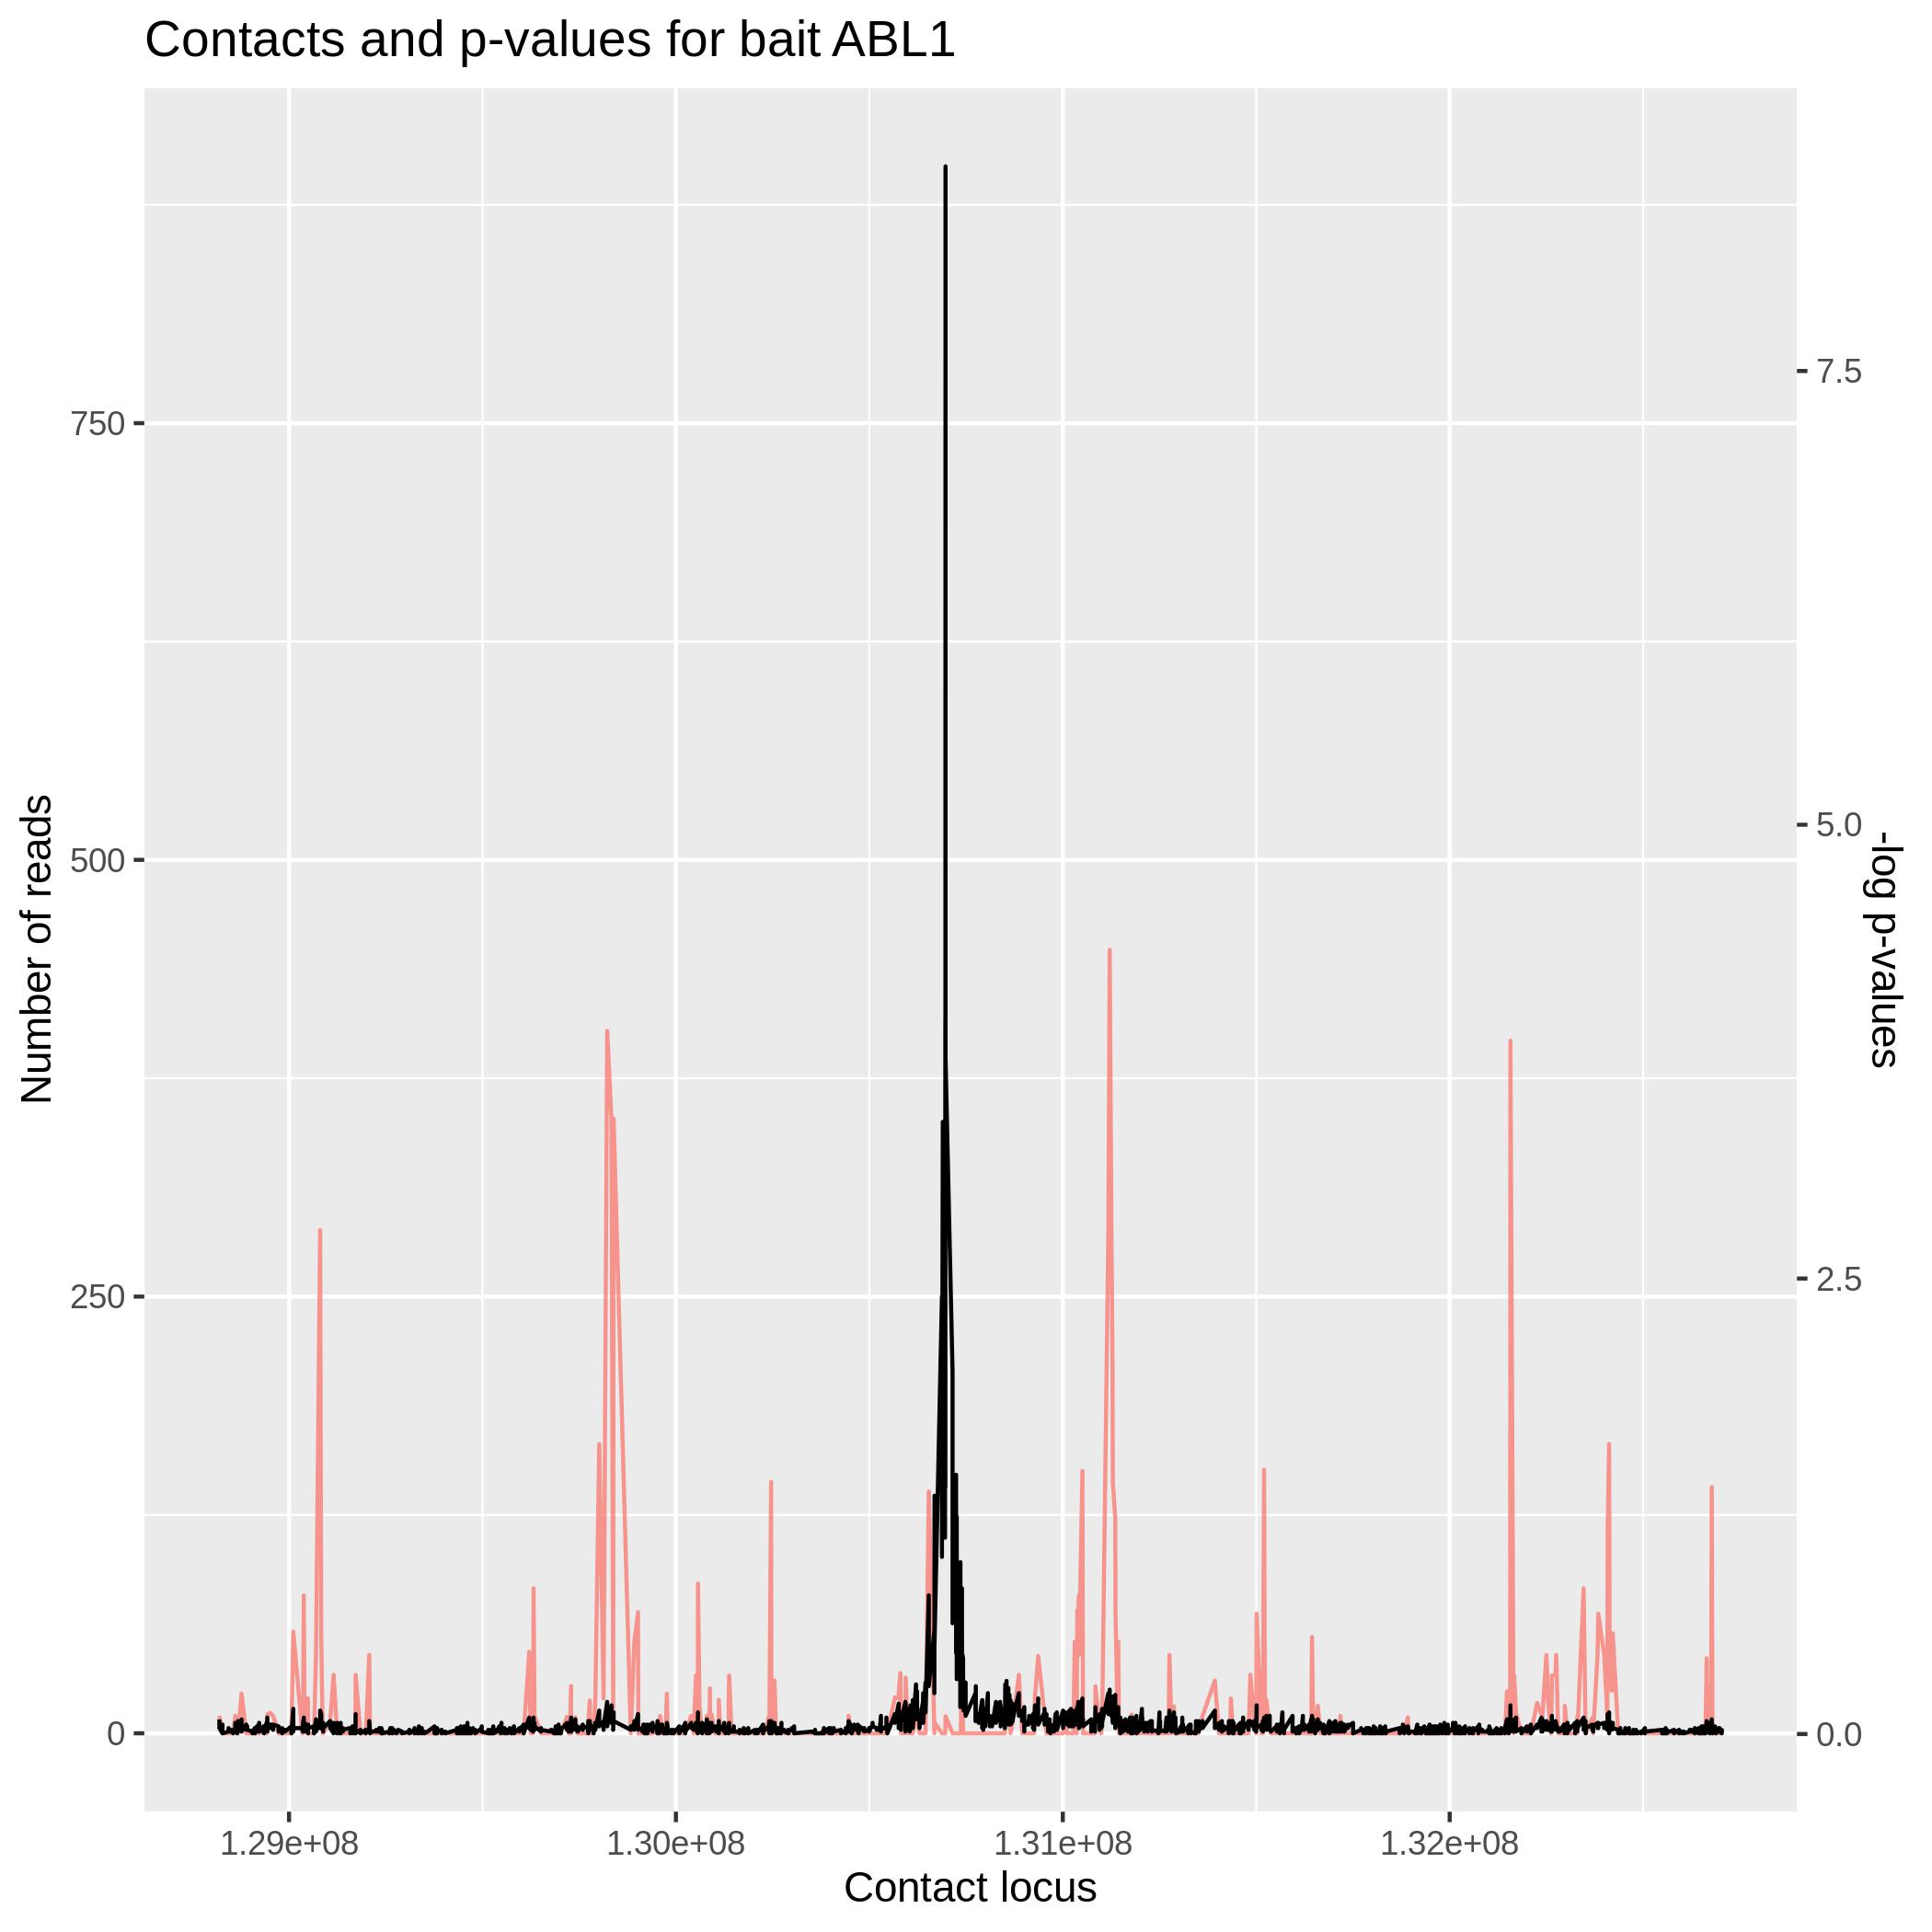 Contacts and p-values for bait ABL1
Number of reads
750
500
250
0
7.5
5.0
2.5
0.0
-log p-values
1.29e+08
1.30e+08
1.31e+08
1.32e+08
Contact locus